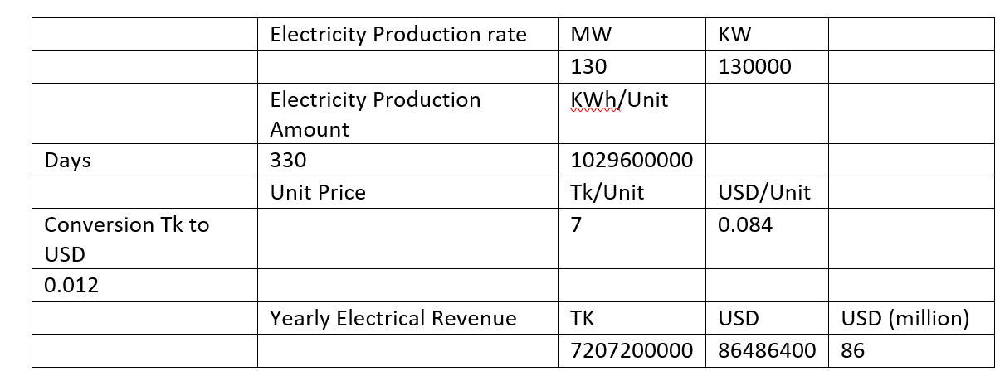 Electricity Production rate MW KW
130 130000
Electricity Production KWh/Unit
Amount
Days 330 1029600000
Unit Price Tk/Unit USD/Unit
Conversion Tk to 7 0.084
USD
0.012
Yearly Electrical Revenue TK USD USD (million)
7207200000 86486400 86